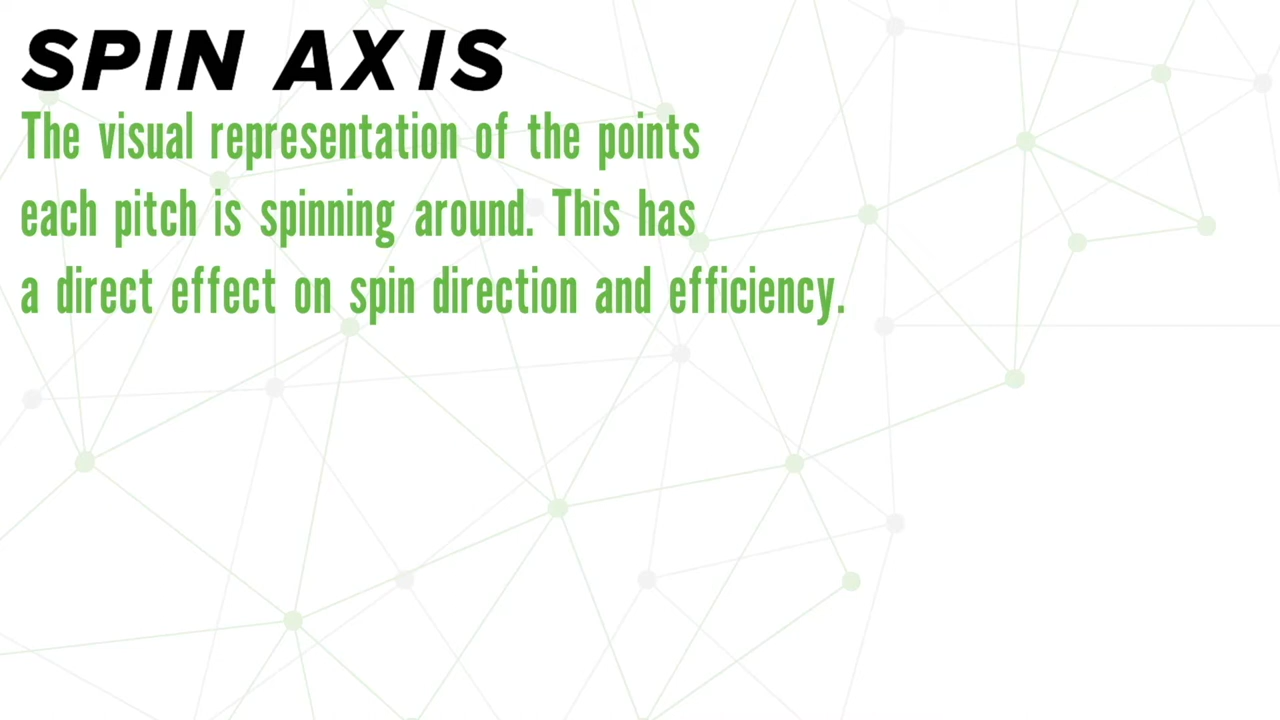 SPIN AXIS
The visual representation of the points
each pitch is spinning around. This has
a direct effect on spin direction and efficiency.